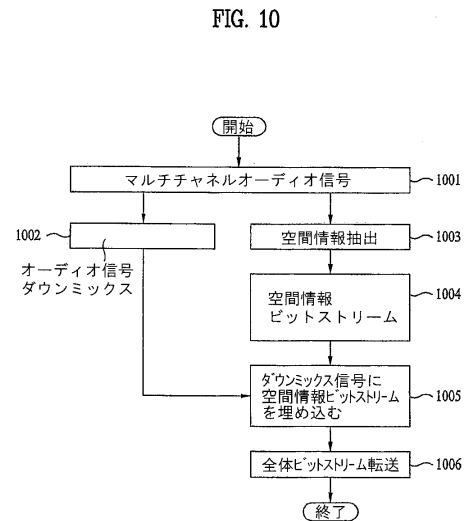 FIG. 10
開始
マルチチャネルオーディオ信号
1001
1002
オーディオ信号
ダウンミックス
空間情報抽出
1003
空間情報
ビットストリーム
1004
ダウンミックス信号に
空間情報ビットストリーム
を埋め込む
1005
全体ビットストリーム転送
1006
終了